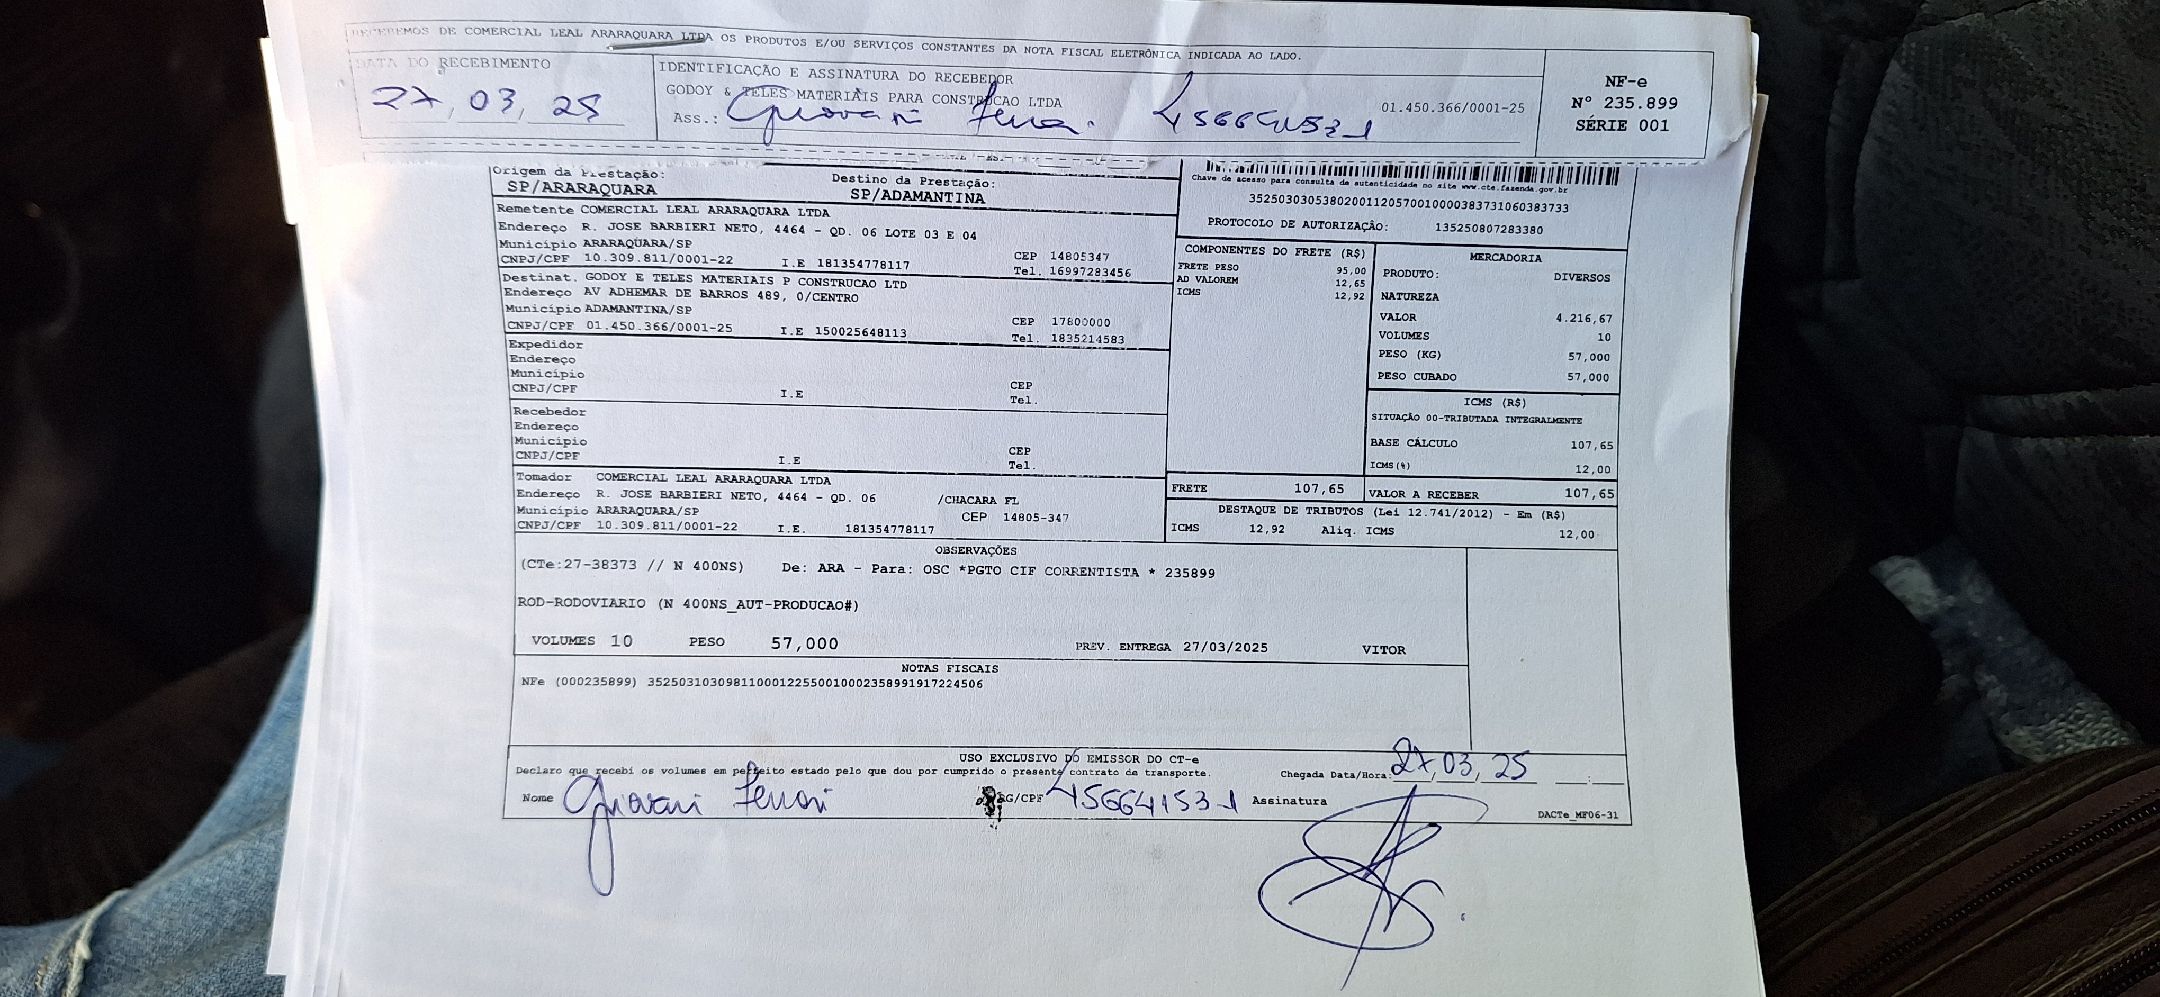 RECEBEMOS DE COMERCIAL LEAL ARARAQUARA LTDA OS PRODUTOS E/OU SERVIÇOS CONSTANTES DA NOTA FISCAL ELETRÔNICA INDICADA AO LADO.
DATA DO RECEBIMENTO
27, 03, 25
IDENTIFICAÇÃO E ASSINATURA DO RECEBEDOR
GODOY & TELES MATERIAIS PARA CONSTRUCAO LTDA 01.450.366/0001-25
Ass.: Giovani Ferrari 456641531
NF-e
Nº 235.899
SÉRIE 001
Origem da Prestação: Destino da Prestação:
SP/ARARAQUARA SP/ADAMANTINA
Chave de acesso para consulta de autenticidade no site www.cte.fazenda.gov.br
35250303053802001120570010000383731060383733
PROTOCOLO DE AUTORIZAÇÃO: 135250807283380
Remetente COMERCIAL LEAL ARARAQUARA LTDA
Endereço R. JOSE BARBIERI NETO, 4464 - QD. 06 LOTE 03 E 04
Município ARARAQUARA/SP CEP 14805347
CNPJ/CPF 10.309.811/0001-22 I.E 181354778117 Tel. 16997283456
Destinat. GODOY E TELES MATERIAIS P CONSTRUCAO LTD
Endereço AV ADHEMAR DE BARROS 489, 0/CENTRO
Município ADAMANTINA/SP CEP 17800000
CNPJ/CPF 01.450.366/0001-25 I.E 150025648113 Tel. 1835214583
Expedidor
Endereço
Município CEP
CNPJ/CPF I.E Tel.
Recebedor
Endereço
Município CEP
CNPJ/CPF I.E Tel.
Tomador COMERCIAL LEAL ARARAQUARA LTDA
Endereço R. JOSE BARBIERI NETO, 4464 - QD. 06 /CHACARA FL
Município ARARAQUARA/SP CEP 14805-347
CNPJ/CPF 10.309.811/0001-22 I.E. 181354778117
COMPONENTES DO FRETE (R$)
FRETE PESO 95,00
AD VALOREM 12,65
ICMS 12,92
MERCADORIA
PRODUTO: DIVERSOS
NATUREZA
VALOR 4.216,67
VOLUMES 10
PESO (KG) 57,000
PESO CUBADO 57,000
ICMS (R$)
SITUAÇÃO 00-TRIBUTADA INTEGRALMENTE
BASE CÁLCULO 107,65
ICMS(%) 12,00
FRETE 107,65 VALOR A RECEBER 107,65
DESTAQUE DE TRIBUTOS (Lei 12.741/2012) - Em (R$)
ICMS 12,92 Aliq. ICMS 12,00
OBSERVAÇÕES
(CTe:27-38373 // N 400NS) De: ARA - Para: OSC *PGTO CIF CORRENTISTA * 235899
ROD-RODOVIARIO (N 400NS_AUT-PRODUCAO#)
VOLUMES 10 PESO 57,000 PREV. ENTREGA 27/03/2025 VITOR
NOTAS FISCAIS
NFe (000235899) 35250310309811000122550010002358991917224506
USO EXCLUSIVO DO EMISSOR DO CT-e
Declaro que recebi os volumes em perfeito estado pelo que dou por cumprido o presente contrato de transporte. Chegada Data/Hora: 27, 03, 25 :
Nome Giovani Ferrari RG/CPF 456641531 Assinatura
DACTe_MF06-31